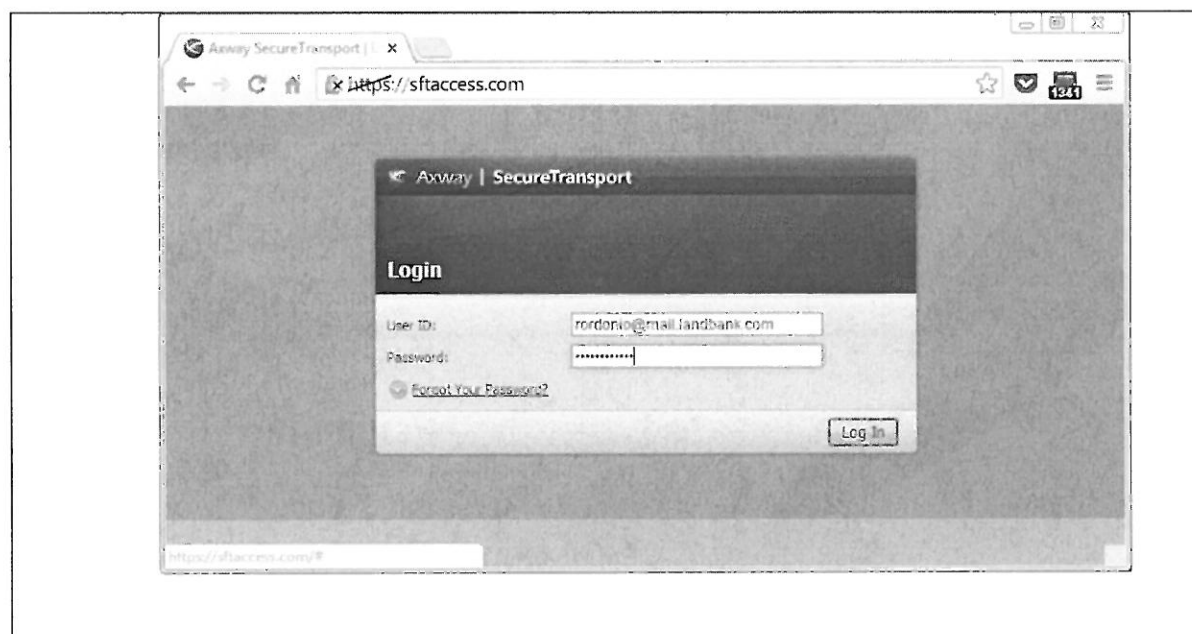 Axway SecureTransport |
https://sftaccess.com
1341
Axway | SecureTransport
Login
User ID:
rordonio@mail.landbank.com
Password:
••••••••••••
Forgot Your Password?
Log In
https://sftaccess.com/#